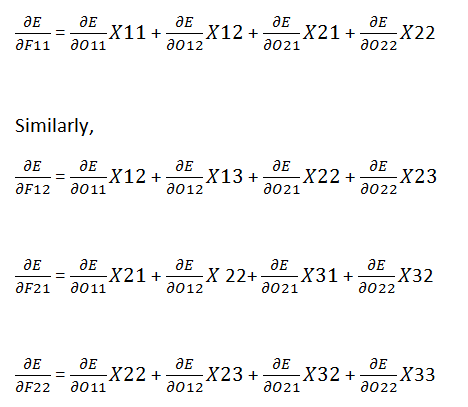 ∂E/∂F11 = ∂E/∂O11 X11 + ∂E/∂O12 X12 + ∂E/∂O21 X21 + ∂E/∂O22 X22
Similarly,
∂E/∂F12 = ∂E/∂O11 X12 + ∂E/∂O12 X13 + ∂E/∂O21 X22 + ∂E/∂O22 X23
∂E/∂F21 = ∂E/∂O11 X21 + ∂E/∂O12 X 22+ ∂E/∂O21 X31 + ∂E/∂O22 X32
∂E/∂F22 = ∂E/∂O11 X22 + ∂E/∂O12 X23 + ∂E/∂O21 X32 + ∂E/∂O22 X33